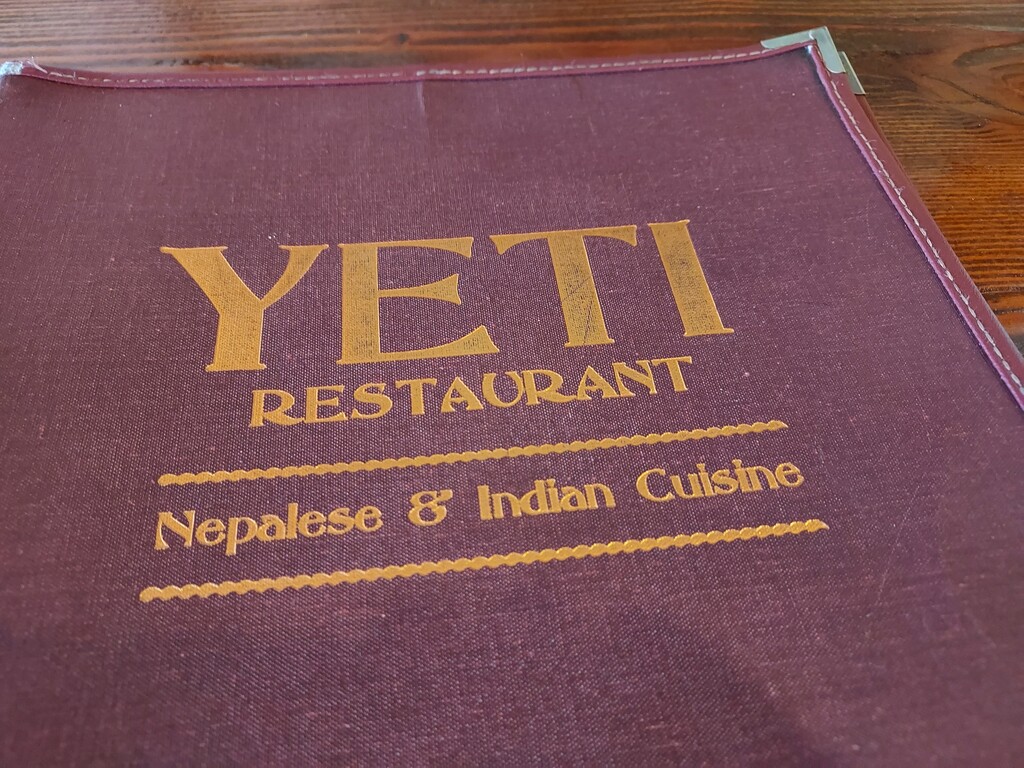 YETI
RESTAURANT
Nepalese & Indian Cuisine